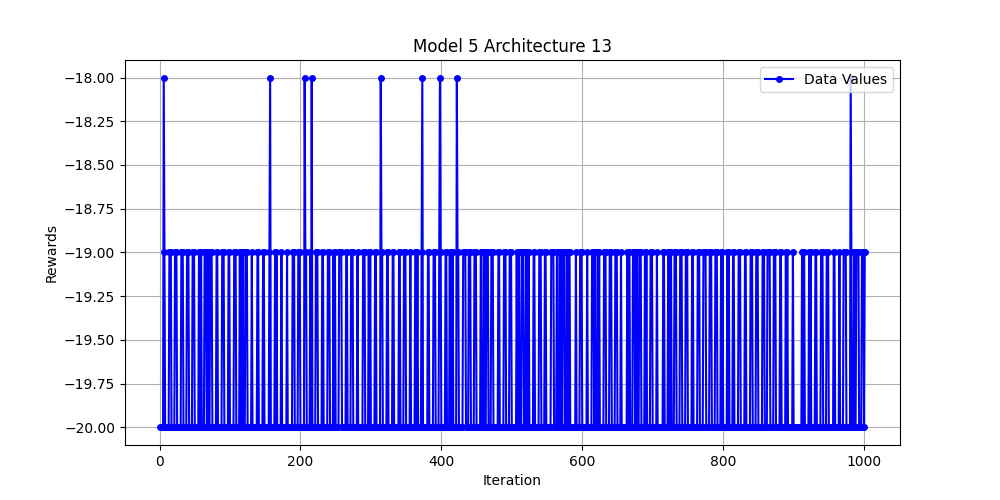 Model 5 Architecture 13
Data Values
−18.00
−18.25
−18.50
−18.75
−19.00
−19.25
−19.50
−19.75
−20.00
Rewards
0 200 400 600 800 1000
Iteration